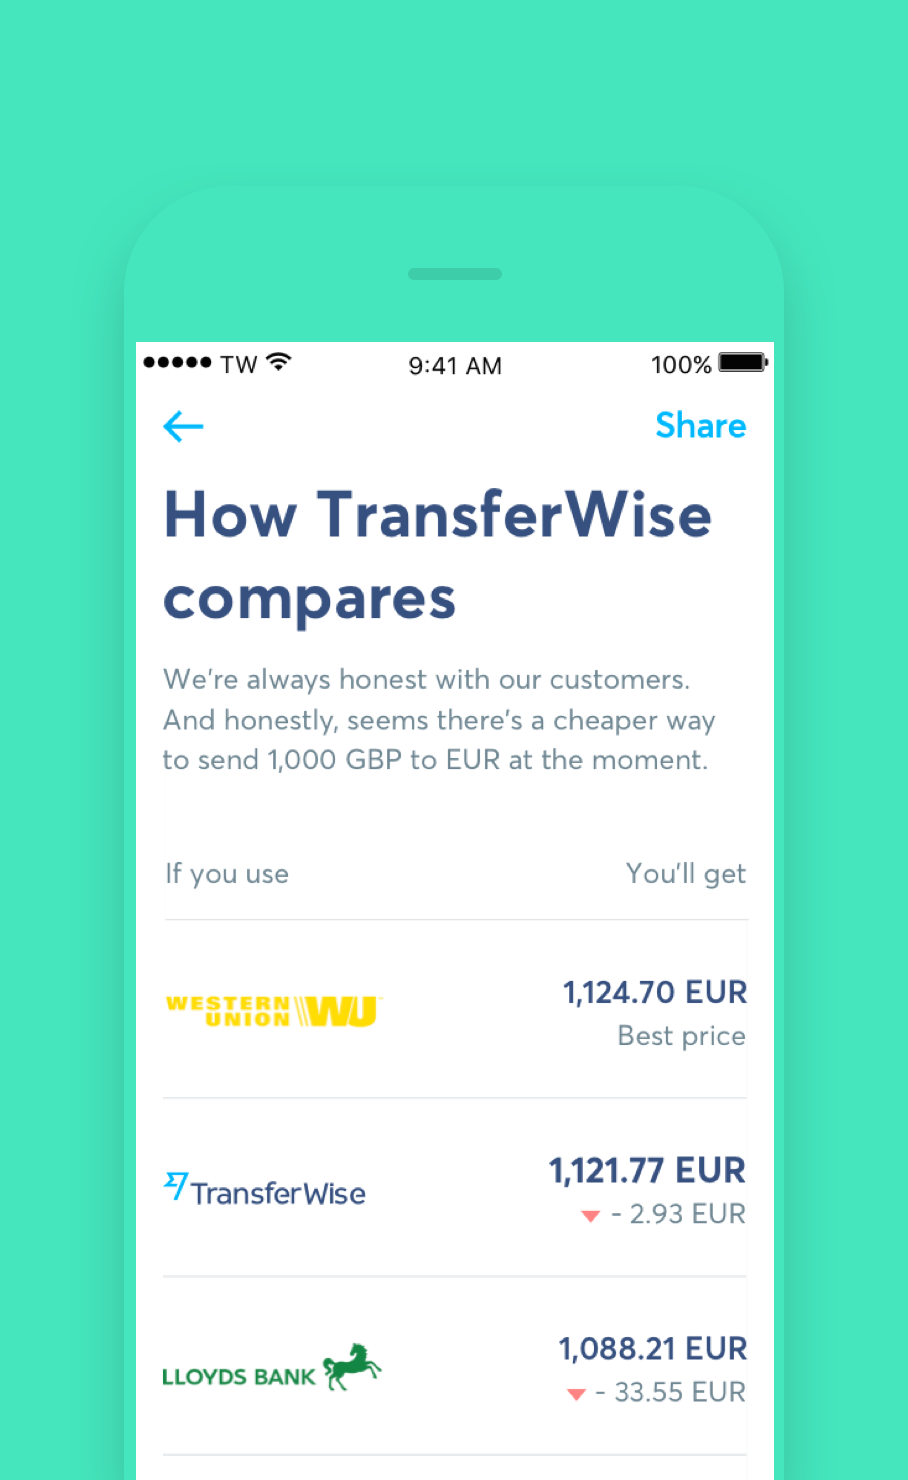 TW 9:41 AM 100%
Share
How TransferWise
compares
We're always honest with our customers.
And honestly, seems there's a cheaper way
to send 1,000 GBP to EUR at the moment.
If you use You'll get
WESTERN
UNION WU
1,124.70 EUR
Best price
TransferWise
1,121.77 EUR
- 2.93 EUR
LLOYDS BANK
1,088.21 EUR
- 33.55 EUR